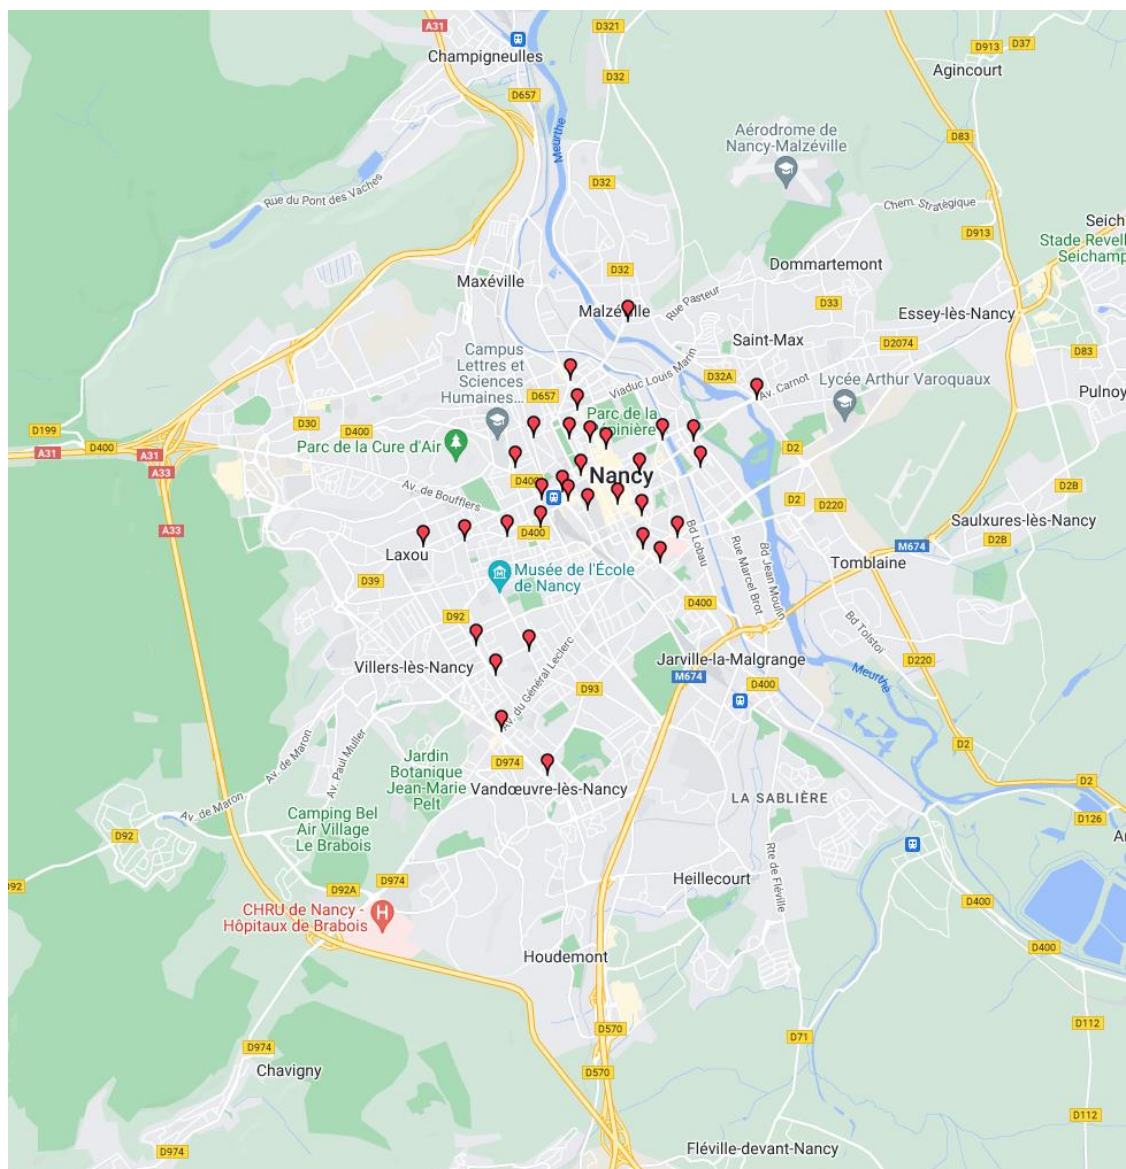 A31
D321
D913
D37
Champigneulles
D32
Agincourt
D657
Meurthe
Aérodrome de
Nancy-Malzéville
D83
D32
Rue du Pont des Vaches
Chem. Stratégique
Seich
D913
Stade Revell
Seichamp
D32
Dommartemont
Maxéville
Rue Pasteur
D33
Malzéville
Essey-lès-Nancy
Saint-Max
D2074
Campus
Lettres et
Sciences
Humaines...
D83
Viaduc Louis Marin
D32A
Av. Carnot
Lycée Arthur Varoquaux
Pulnoy
D657
D199
D30
D400
Parc de la
D400
A31
A31
Parc de la Cure d'Air
D2
A33
Nancy
D400
D2B
Av. de Boufflers
D2
D220
A33
D400
Bd Lobau
Saulxures-lès-Nancy
Laxou
Rue Marcel Brot
Bd Jean Moulin
M674
D2B
Tomblaine
Musée de l'École
de Nancy
D39
D400
D92
Bd Tolstoï
Villers-lès-Nancy
Av. du Général Leclerc
Jarville-la-Malgrange
D220
M674
D400
Meurthe
D93
Av. de Maron
Av. Paul Muller
D2
Jardin
Botanique
Jean-Marie
Pelt
D974
D2
Vandœuvre-lès-Nancy
LA SABLIÈRE
Av. de Maron
Camping Bel
Air Village
Le Brabois
D126
D92
Rte de Fléville
D92
D974
D92A
Heillecourt
D400
CHRU de Nancy -
Hôpitaux de Brabois
H
D400
Houdemont
D112
D570
D71
D974
Chavigny
D570
D112
D974
Fléville-devant-Nancy